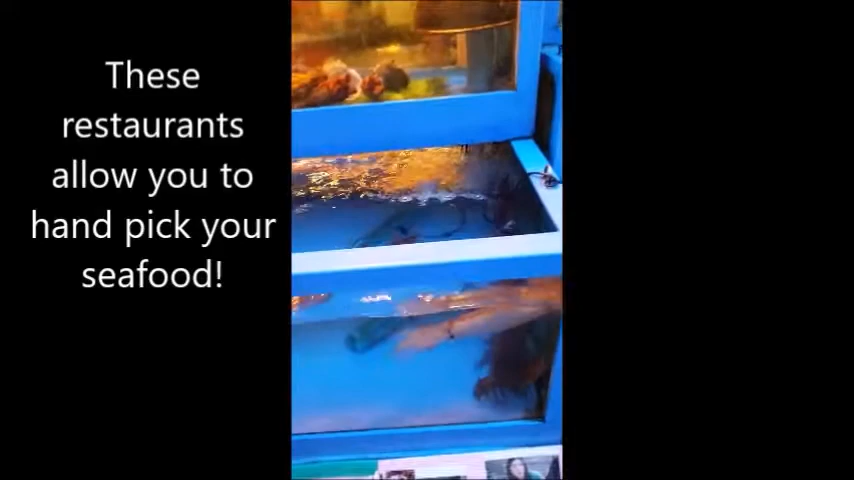 These
restaurants
allow you to
hand pick your
seafood!